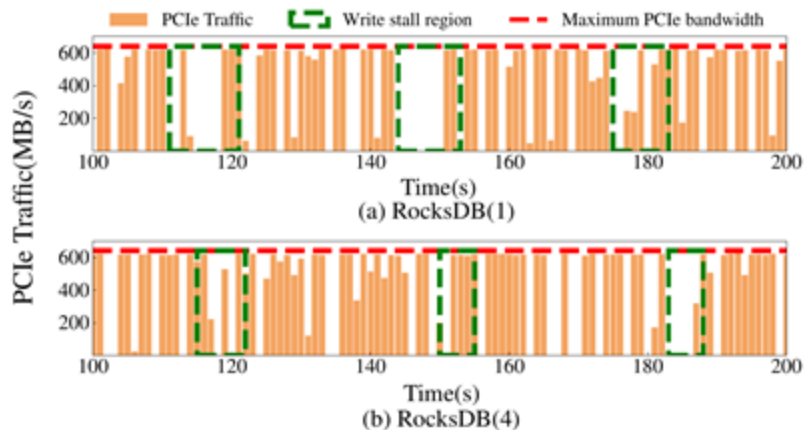 PCIe Traffic Write stall region Maximum PCIe bandwidth
PCIe Traffic(MB/s)
600
400
200
100 120 140 160 180 200
Time(s)
(a) RocksDB(1)
600
400
200
100 120 140 160 180 200
Time(s)
(b) RocksDB(4)